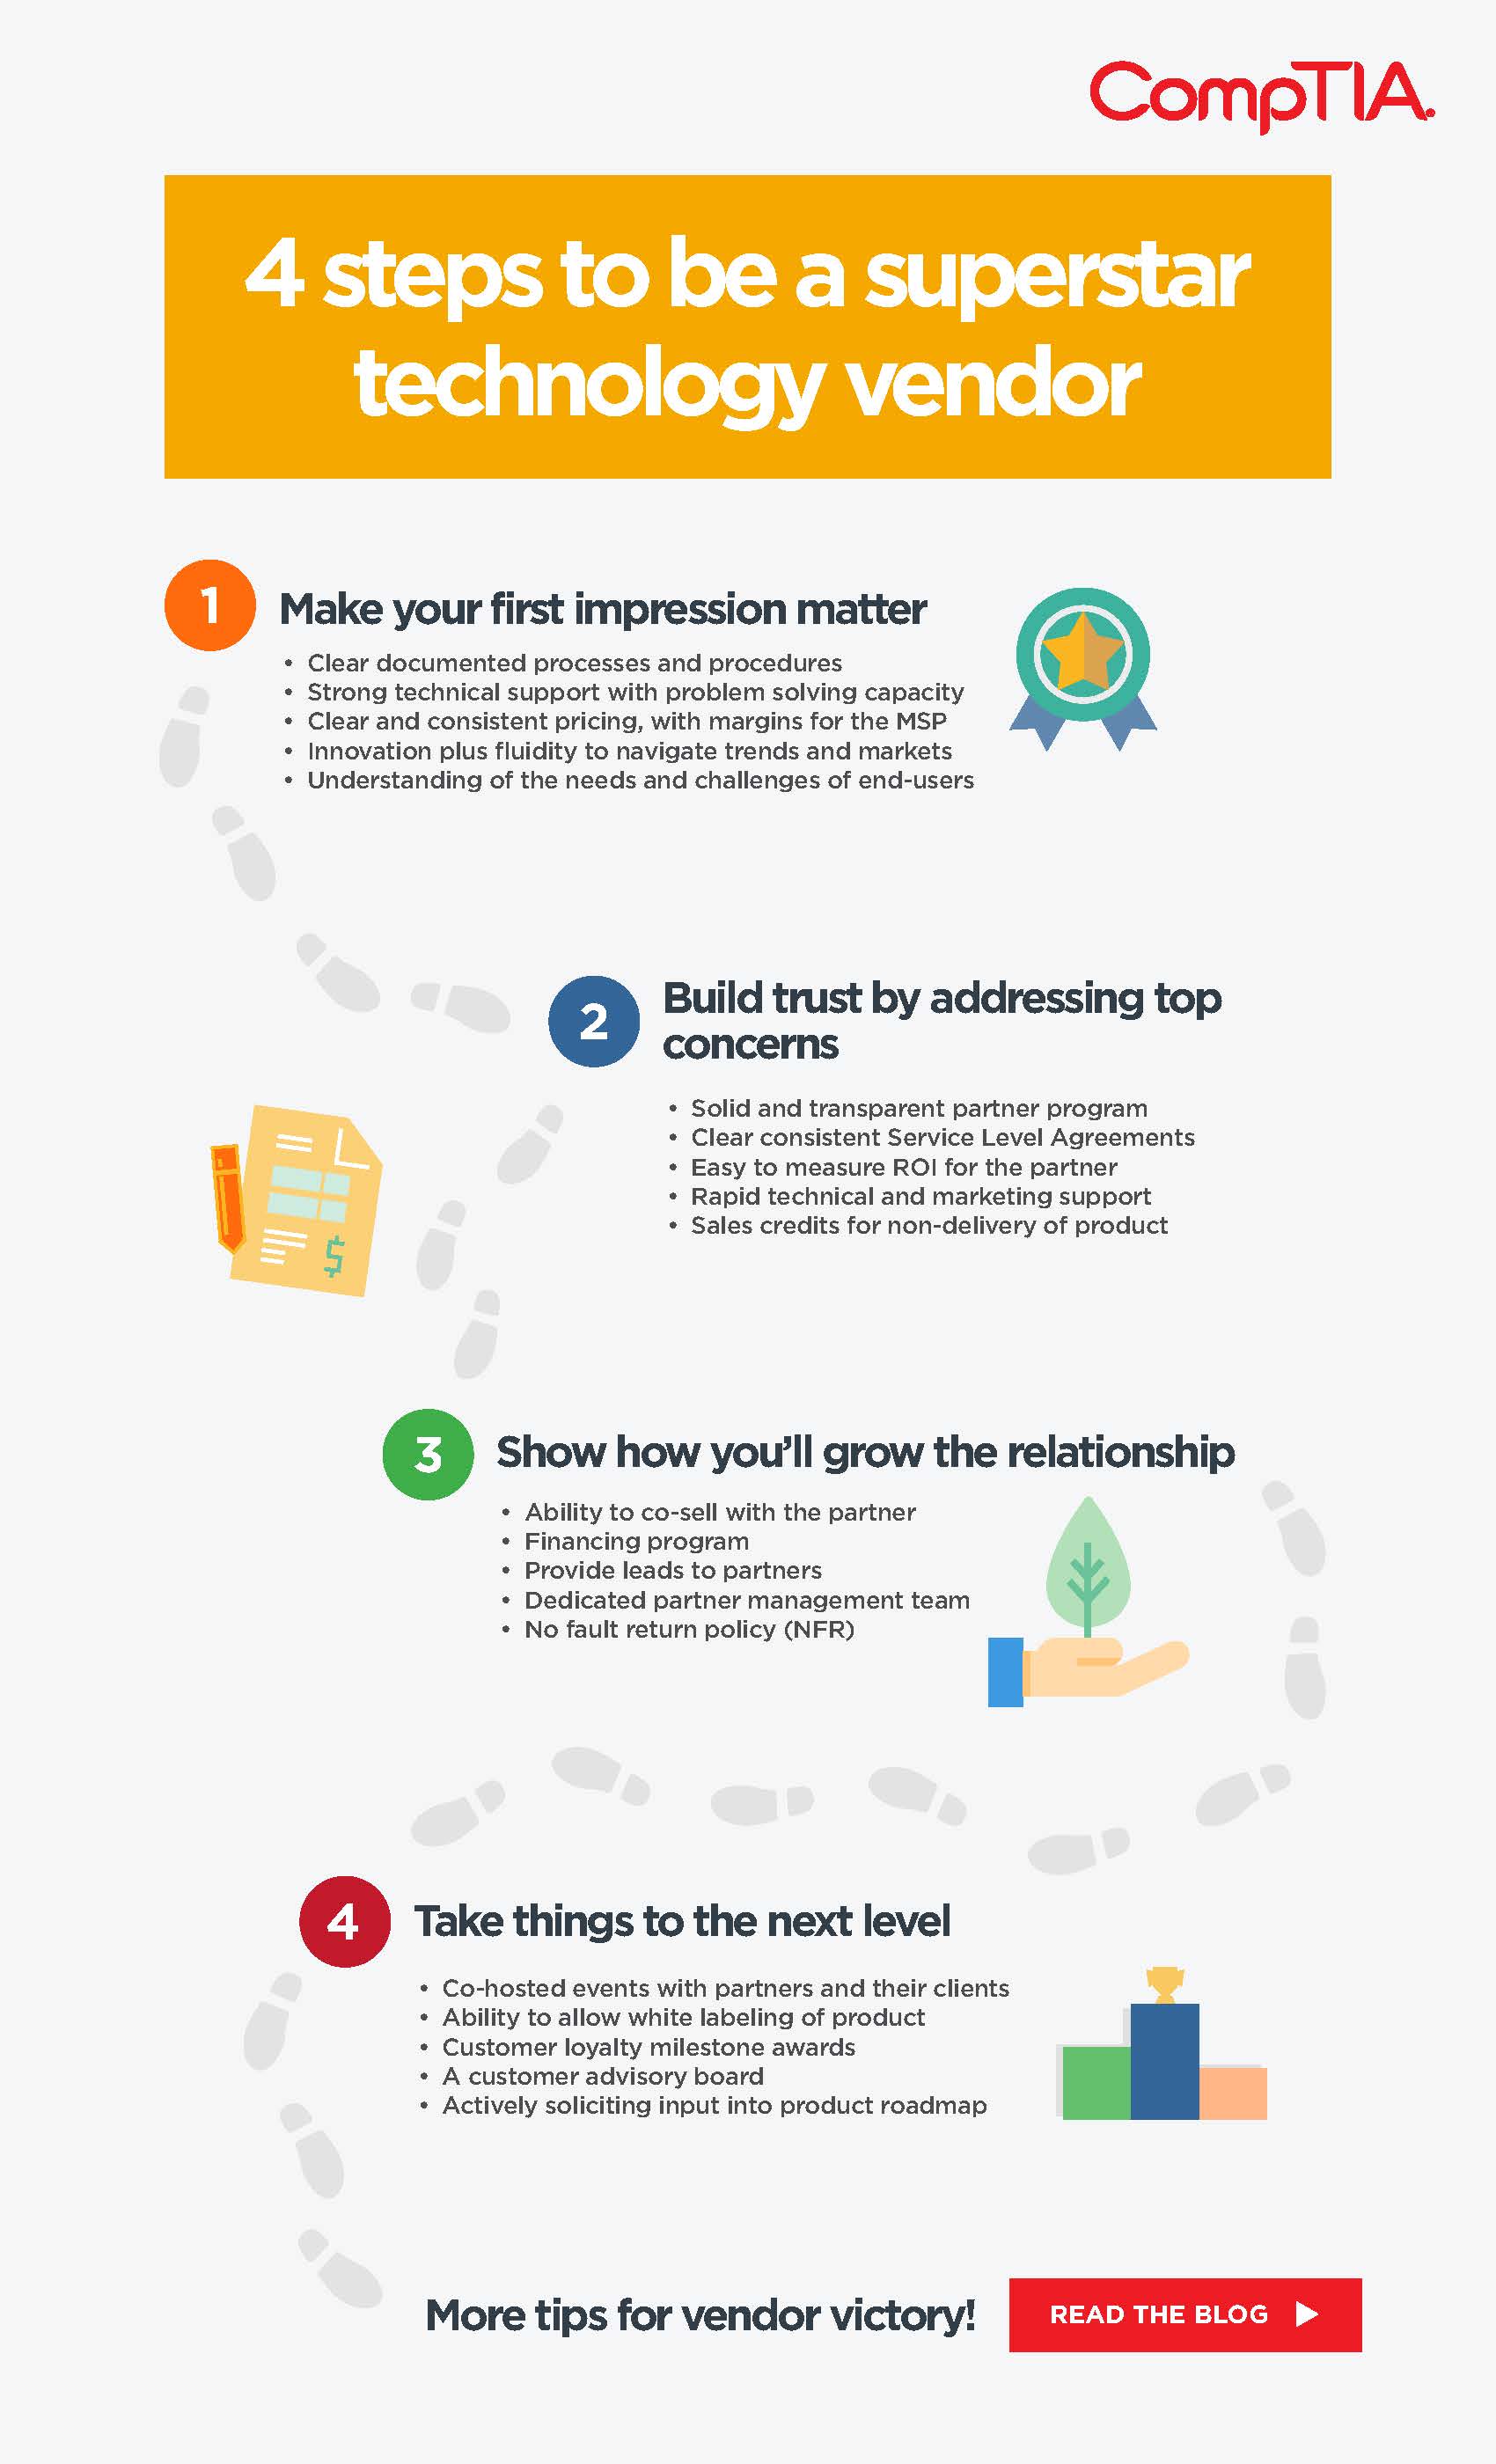 CompTIA.
4 steps to be a superstar
technology vendor
1
Make your first impression matter
• Clear documented processes and procedures
• Strong technical support with problem solving capacity
• Clear and consistent pricing, with margins for the MSP
• Innovation plus fluidity to navigate trends and markets
• Understanding of the needs and challenges of end-users
2
Build trust by addressing top
concerns
• Solid and transparent partner program
• Clear consistent Service Level Agreements
• Easy to measure ROI for the partner
• Rapid technical and marketing support
• Sales credits for non-delivery of product
$
3
Show how you’ll grow the relationship
• Ability to co-sell with the partner
• Financing program
• Provide leads to partners
• Dedicated partner management team
• No fault return policy (NFR)
4
Take things to the next level
• Co-hosted events with partners and their clients
• Ability to allow white labeling of product
• Customer loyalty milestone awards
• A customer advisory board
• Actively soliciting input into product roadmap
More tips for vendor victory!
READ THE BLOG